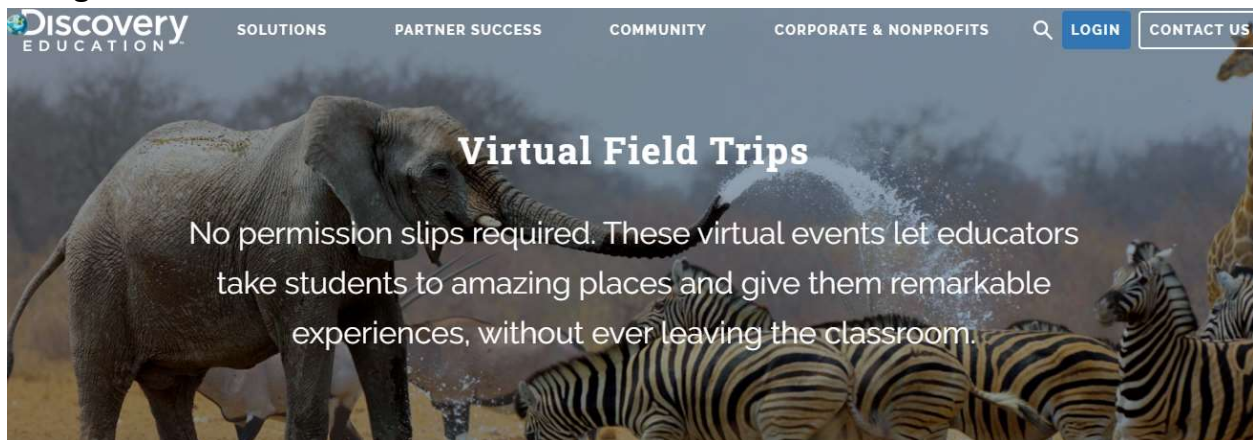 DISCOVERY
EDUCATION™
SOLUTIONS
PARTNER SUCCESS
COMMUNITY
CORPORATE & NONPROFITS
LOGIN
CONTACT US
Virtual Field Trips
No permission slips required. These virtual events let educators
take students to amazing places and give them remarkable
experiences, without ever leaving the classroom.